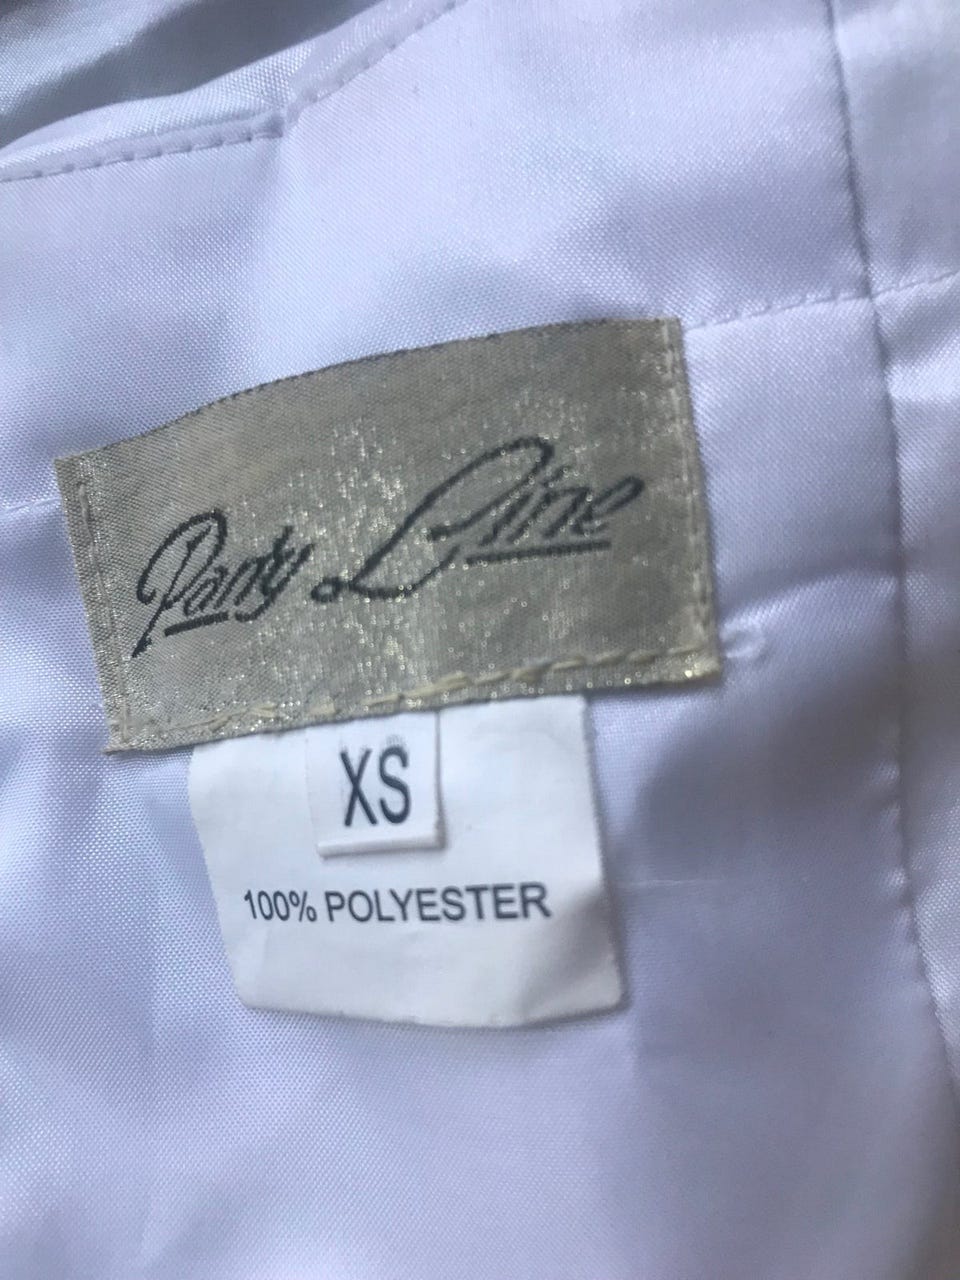 Party Line
XS
100% POLYESTER